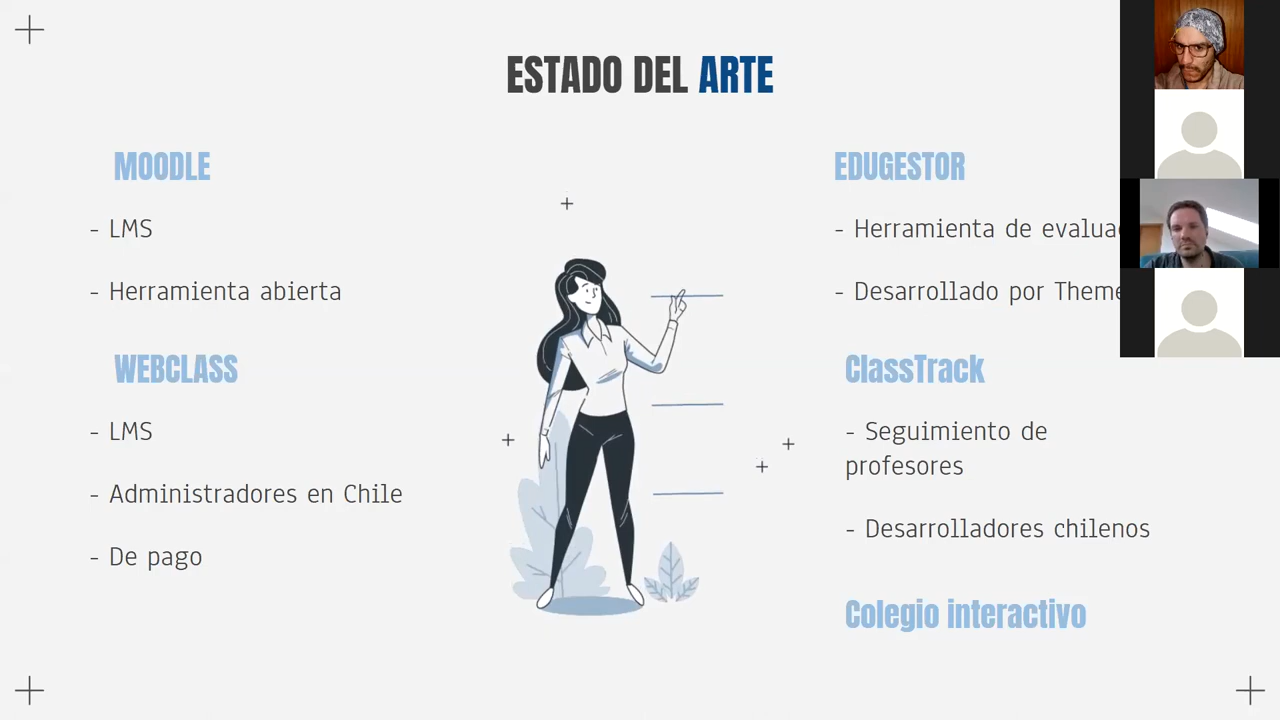 ESTADO DEL ARTE
MOODLE
- LMS
- Herramienta abierta
WEBCLASS
- LMS
- Administradores en Chile
- De pago
EDUGESTOR
- Herramienta de
- Desarrollado por
ClassTrack
- Seguimiento de
profesores
- Desarrolladores chilenos
Colegio interactivo